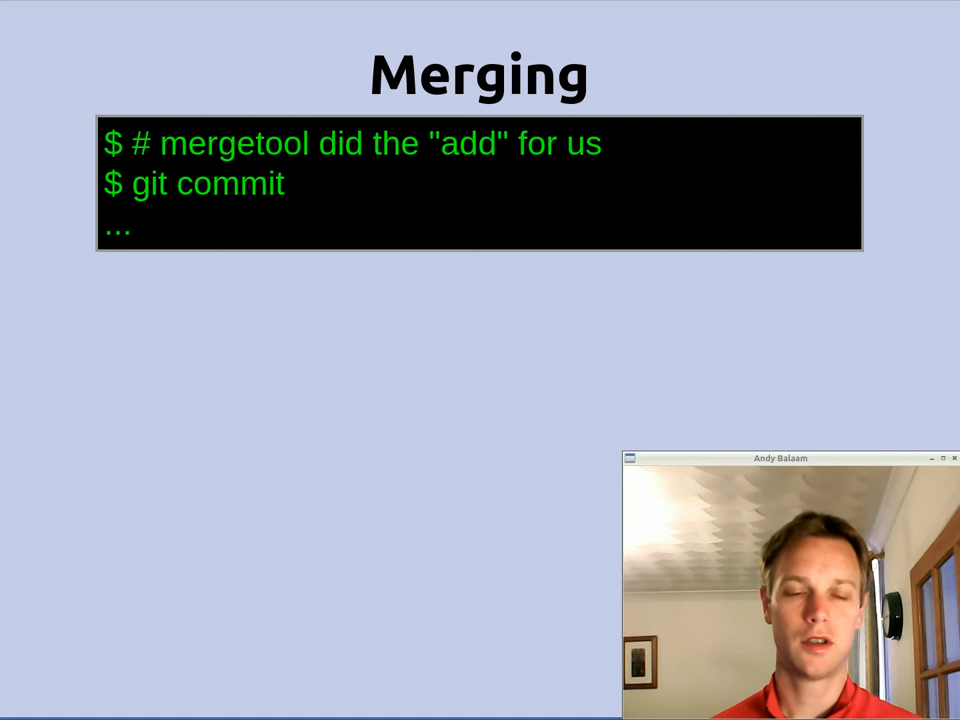 Merging
$ # mergetool did the "add" for us
$ git commit
...
Andy Balaam